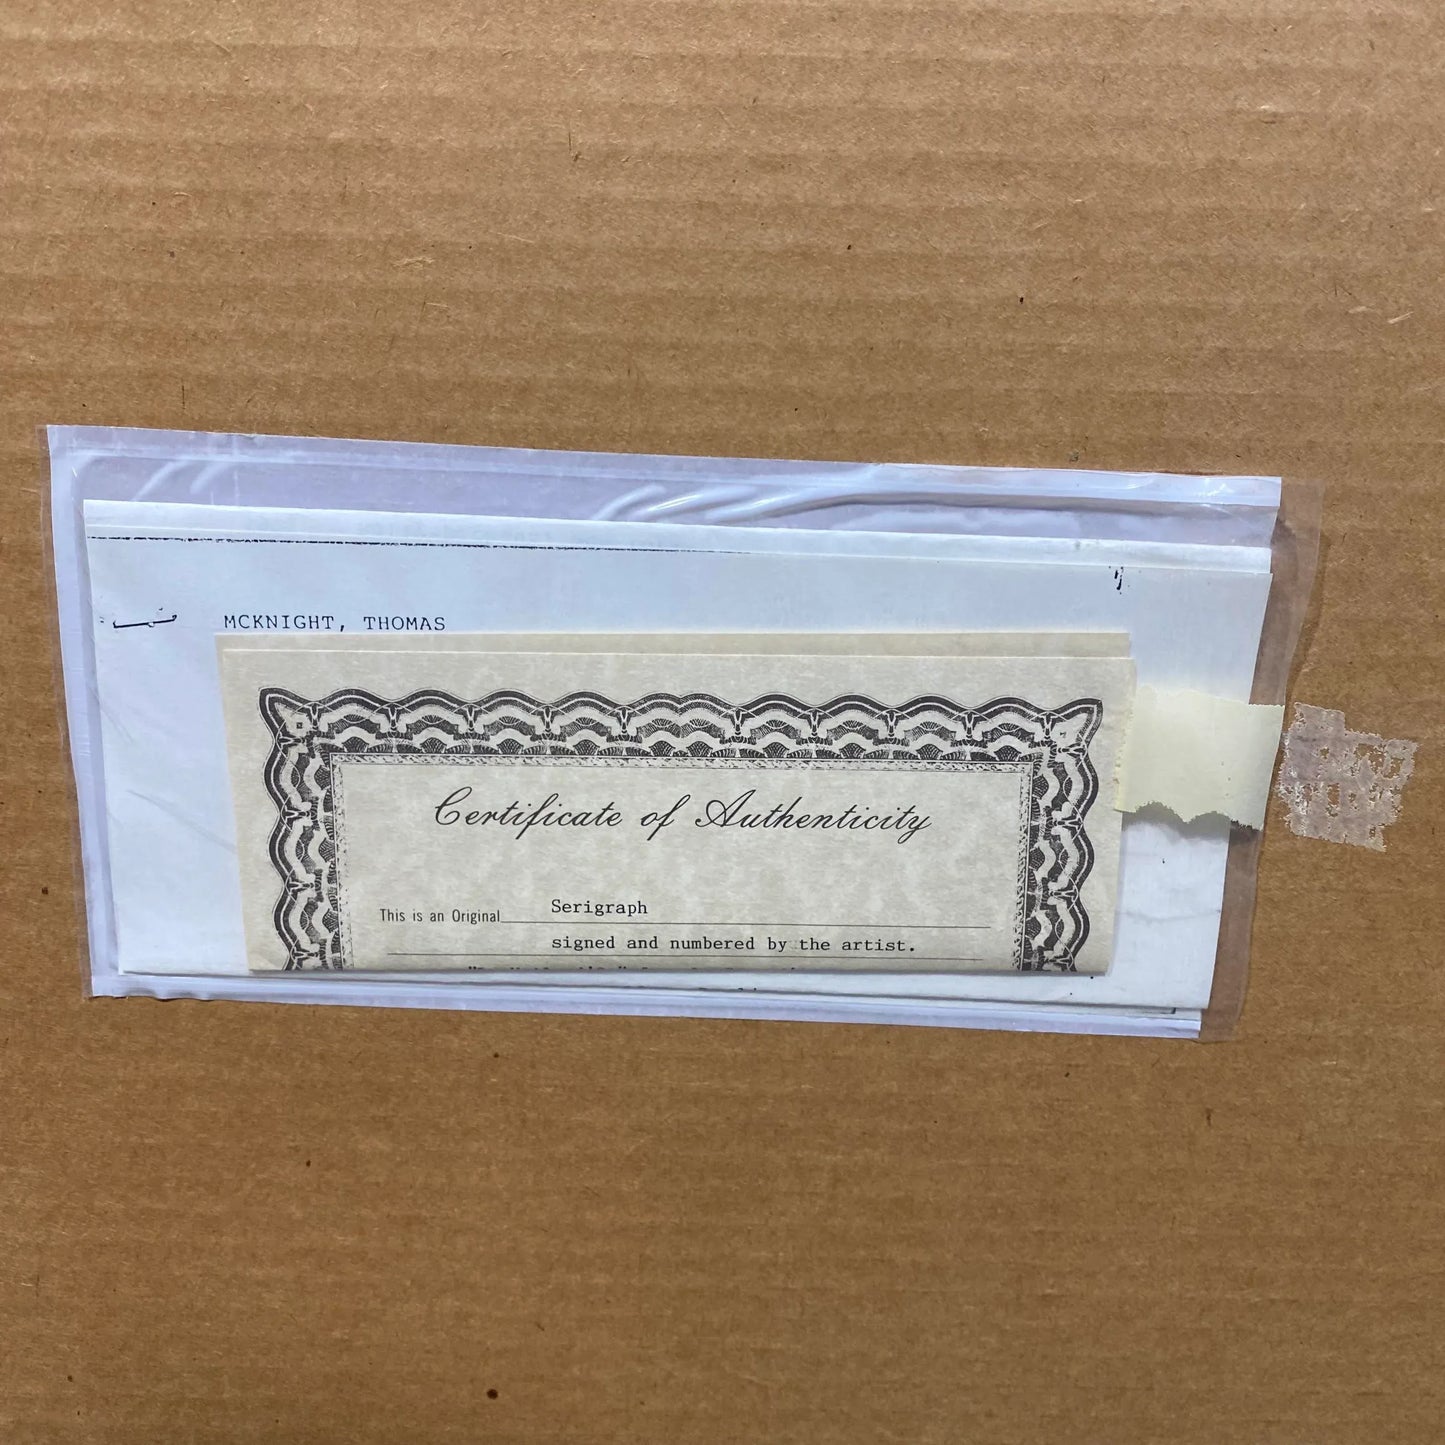 MCKNIGHT, THOMAS
Certificate of Authenticity
This is an Original Serigraph
signed and numbered by the artist.